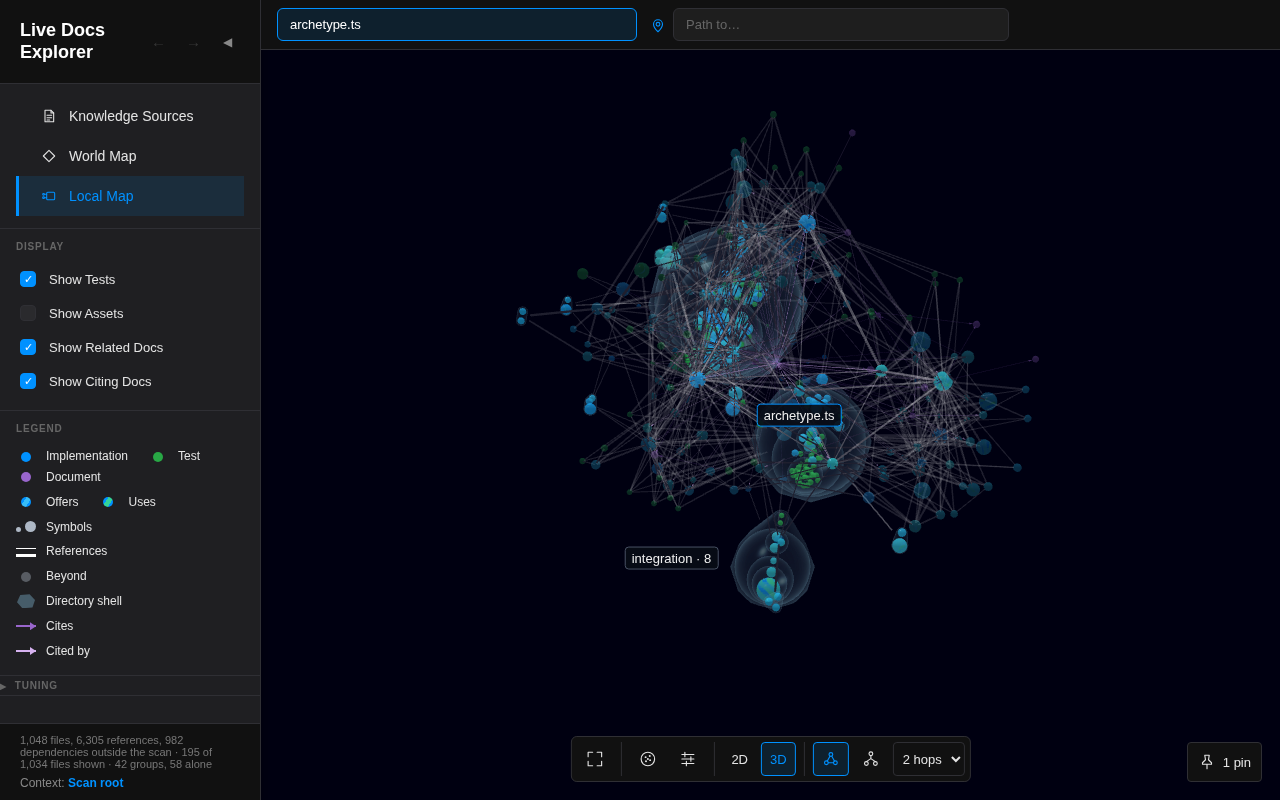 Live Docs
Explorer
← → ◀
archetype.ts
Path to…
Knowledge Sources
World Map
Local Map
DISPLAY
Show Tests
Show Assets
Show Related Docs
Show Citing Docs
LEGEND
Implementation Test
Document
Offers Uses
Symbols
References
Beyond
Directory shell
Cites
Cited by
▶ TUNING
1,048 files, 6,305 references, 982
dependencies outside the scan · 195 of
1,034 files shown · 42 groups, 58 alone
Context: Scan root
archetype.ts
integration · 8
2D 3D 2 hops
1 pin